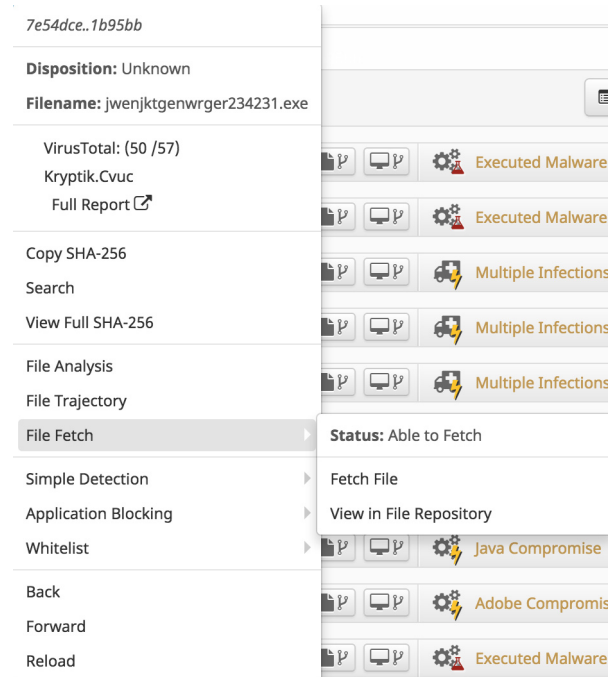 7e54dce..1b95bb
Disposition: Unknown
Filename: jwenjktgenwrger234231.exe
VirusTotal: (50 /57)
Kryptik.Cvuc
Full Report
Copy SHA-256
Search
View Full SHA-256
File Analysis
File Trajectory
File Fetch
Status: Able to Fetch
Fetch File
View in File Repository
Simple Detection
Application Blocking
Whitelist
Back
Forward
Reload
Executed Malware
Executed Malware
Multiple Infections
Multiple Infections
Multiple Infections
Java Compromise
Adobe Compromis
Executed Malware